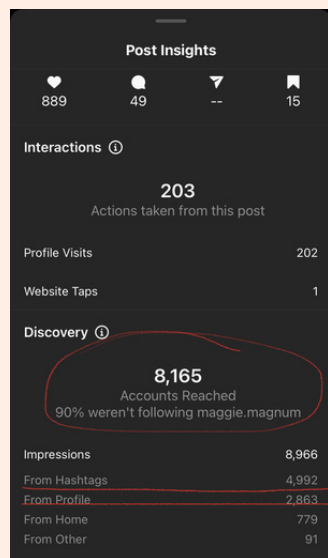 Post Insights
889 49 -- 15
Interactions
203
Actions taken from this post
Profile Visits 202
Website Taps 1
Discovery
8,165
Accounts Reached
90% weren't following maggie.magnum
Impressions 8,966
From Hashtags 4,992
From Profile 2,863
From Home 779
From Other 91